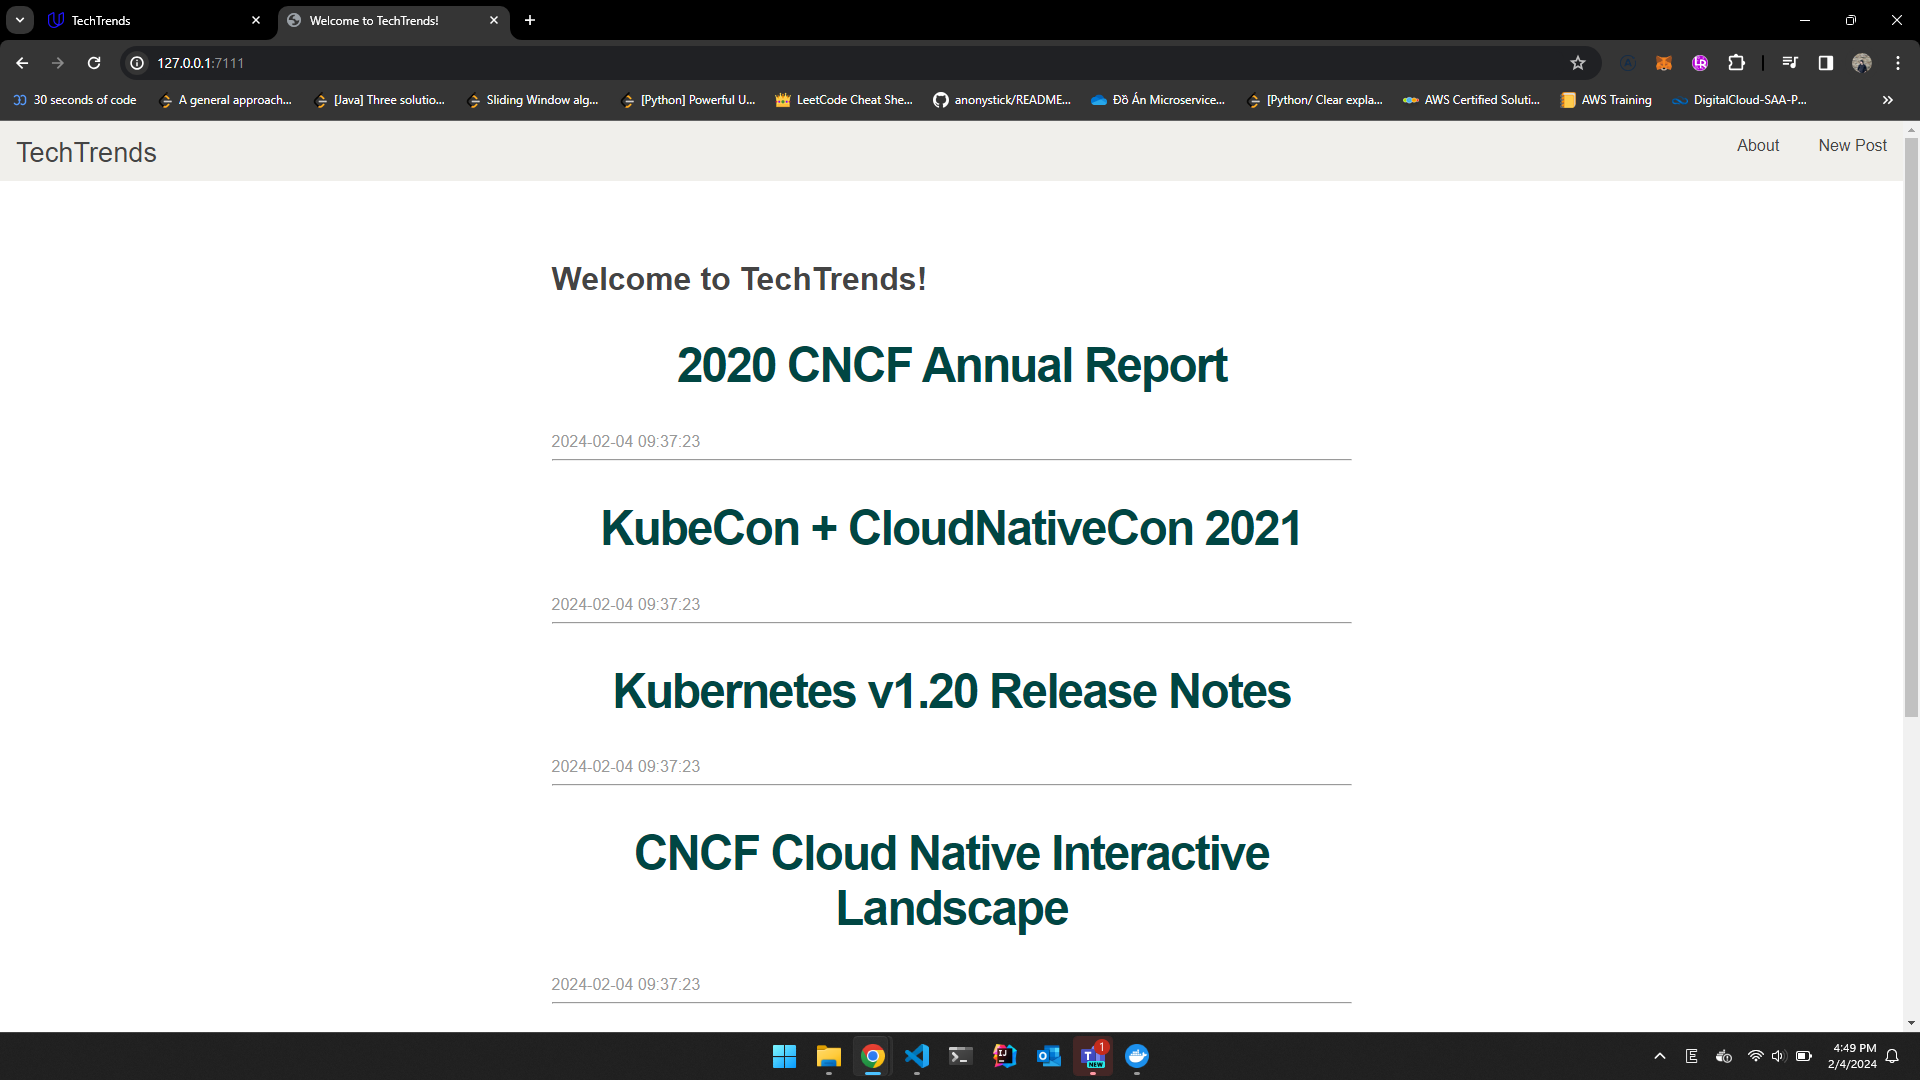 TechTrends
Welcome to TechTrends!
127.0.0.1:7111
30 seconds of code
A general approach...
[Java] Three solutio...
Sliding Window alg...
[Python] Powerful U...
LeetCode Cheat She...
anonystick/README...
Đồ Án Microservice...
[Python/ Clear expla...
AWS Certified Soluti...
AWS Training
DigitalCloud-SAA-P...
TechTrends
About
New Post
Welcome to TechTrends!
2020 CNCF Annual Report
2024-02-04 09:37:23
KubeCon + CloudNativeCon 2021
2024-02-04 09:37:23
Kubernetes v1.20 Release Notes
2024-02-04 09:37:23
CNCF Cloud Native Interactive
Landscape
2024-02-04 09:37:23
4:49 PM
2/4/2024